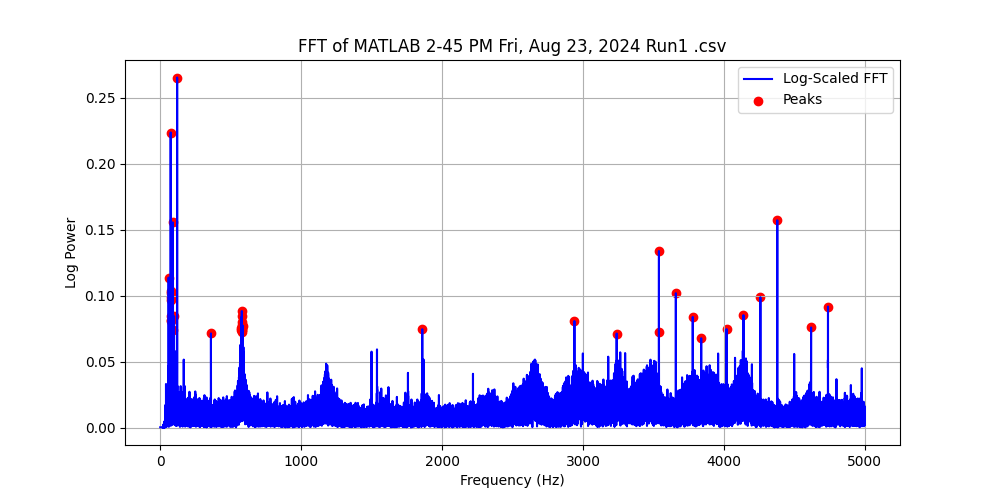 FFT of MATLAB 2-45 PM Fri, Aug 23, 2024 Run1 .csv
Log-Scaled FFT
Peaks
0.25
0.20
0.15
0.10
0.05
0.00
Log Power
0 1000 2000 3000 4000 5000
Frequency (Hz)